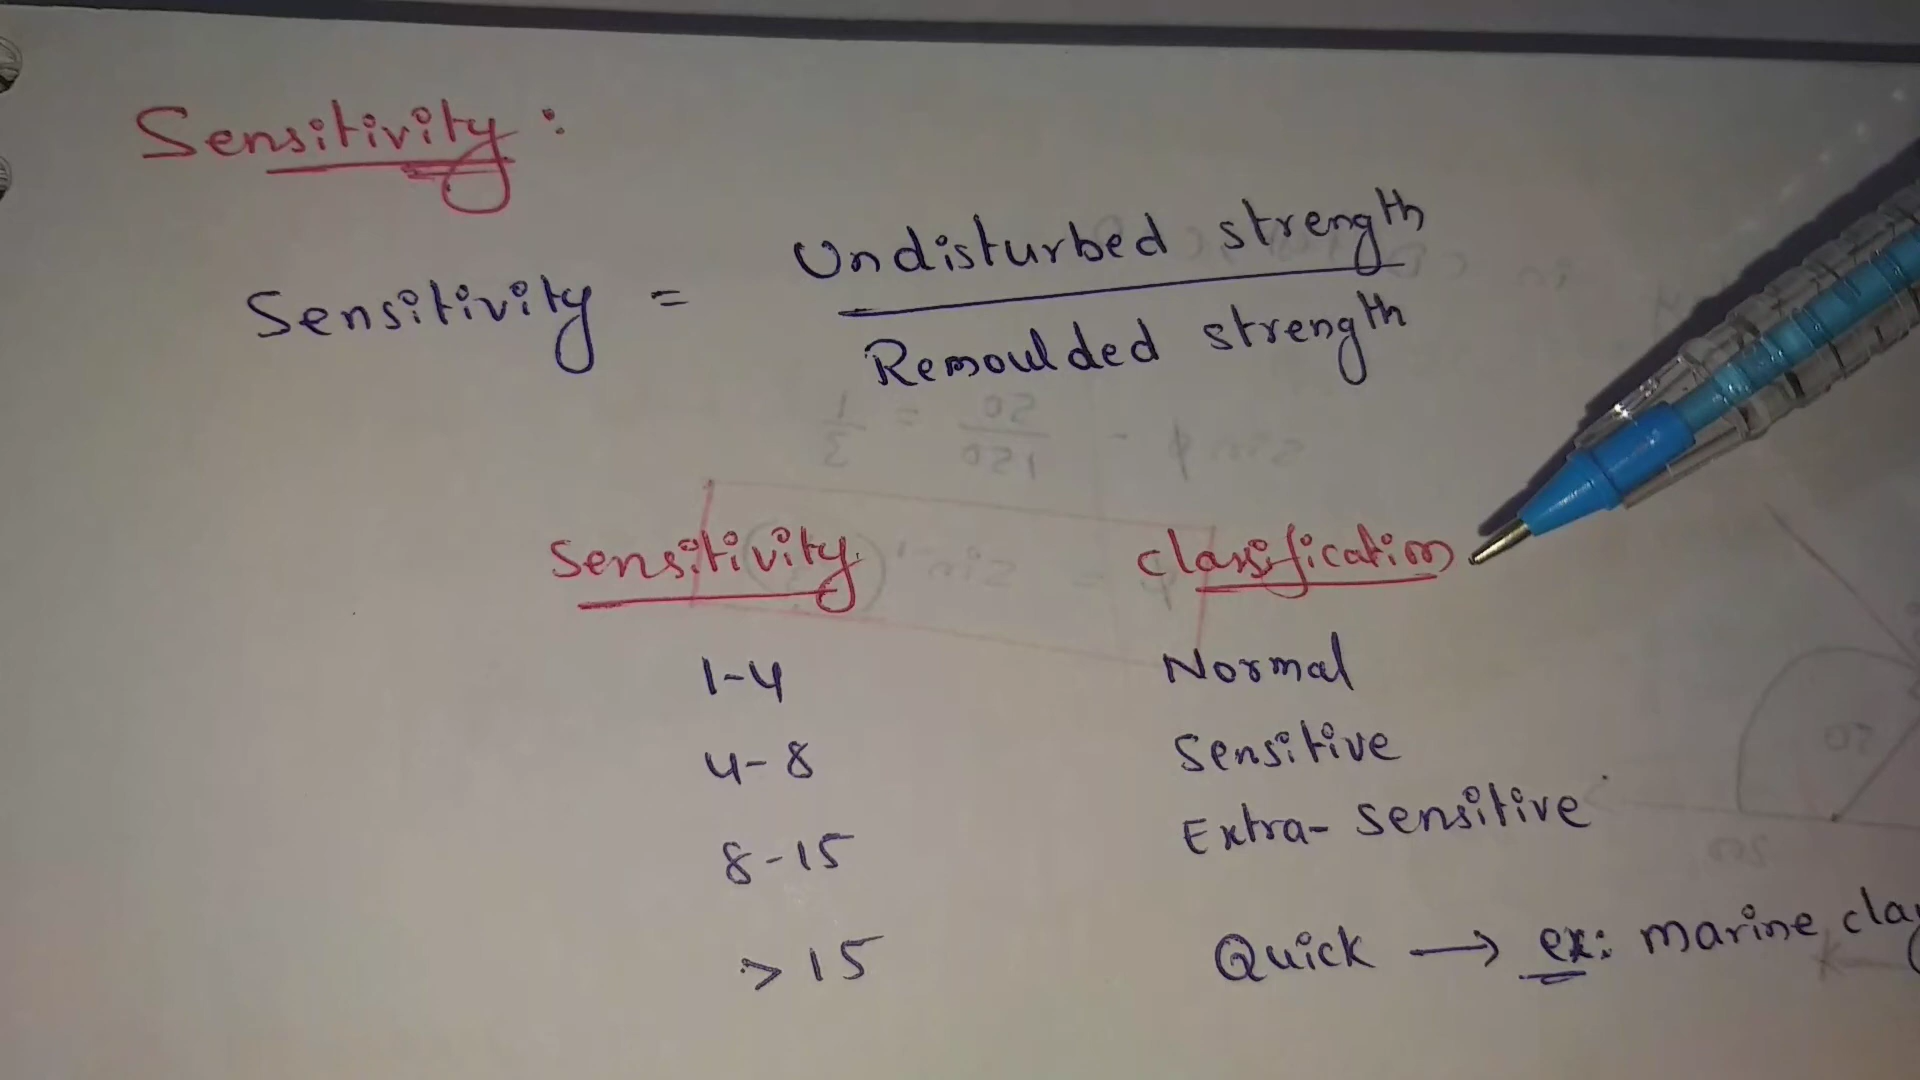 Sensitivity :
Sensitivity = Undisturbed strength
Remoulded strength
Sensitivity Classification
1-4 Normal
4-8 Sensitive
8-15 Extra- Sensitive
> 15 Quick → ex: marine clay